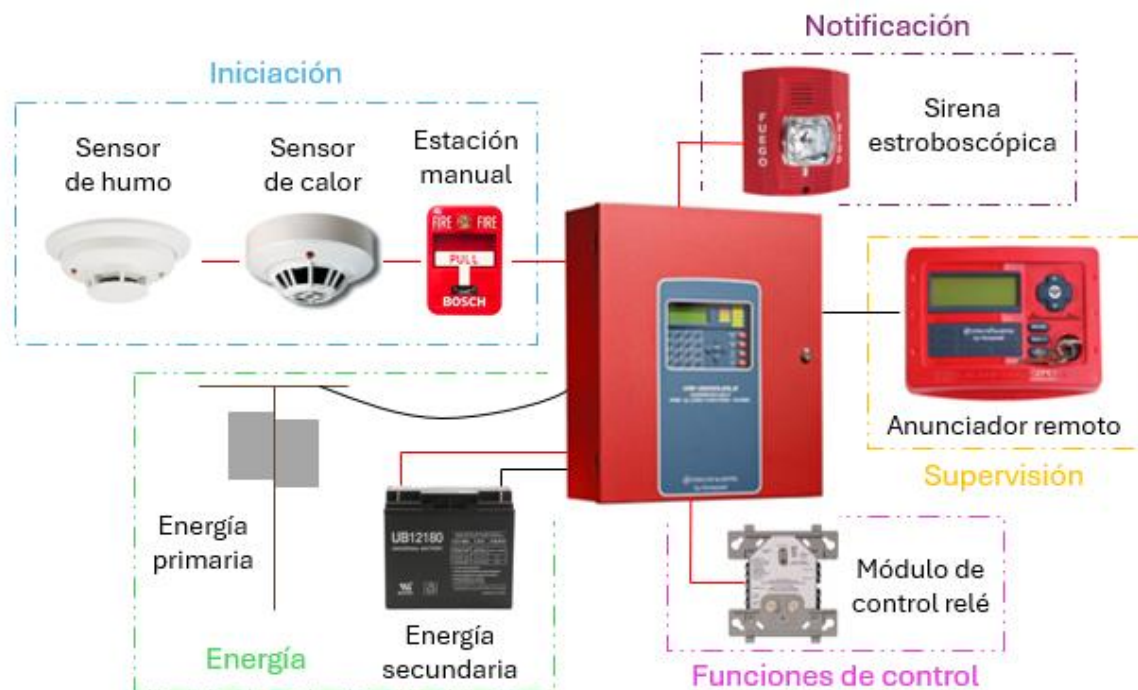 Notificación
Iniciación
Sirena
estroboscópica
FUEGO
FUEGO
Sensor
de humo
Sensor
de calor
Estación
manual
FIRE FIRE
PULL
BOSCH
Anunciador remoto
Supervisión
Energía
primaria
UB12180
Energía
secundaria
Energía
Módulo de
control relé
Funciones de control